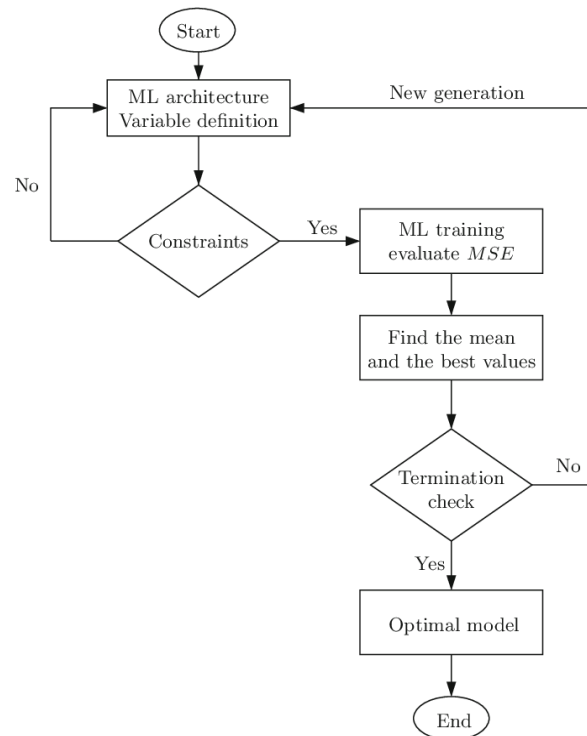 Start
ML architecture
Variable definition
New generation
No
Constraints
Yes
ML training
evaluate MSE
Find the mean
and the best values
Termination
check
No
Yes
Optimal model
End